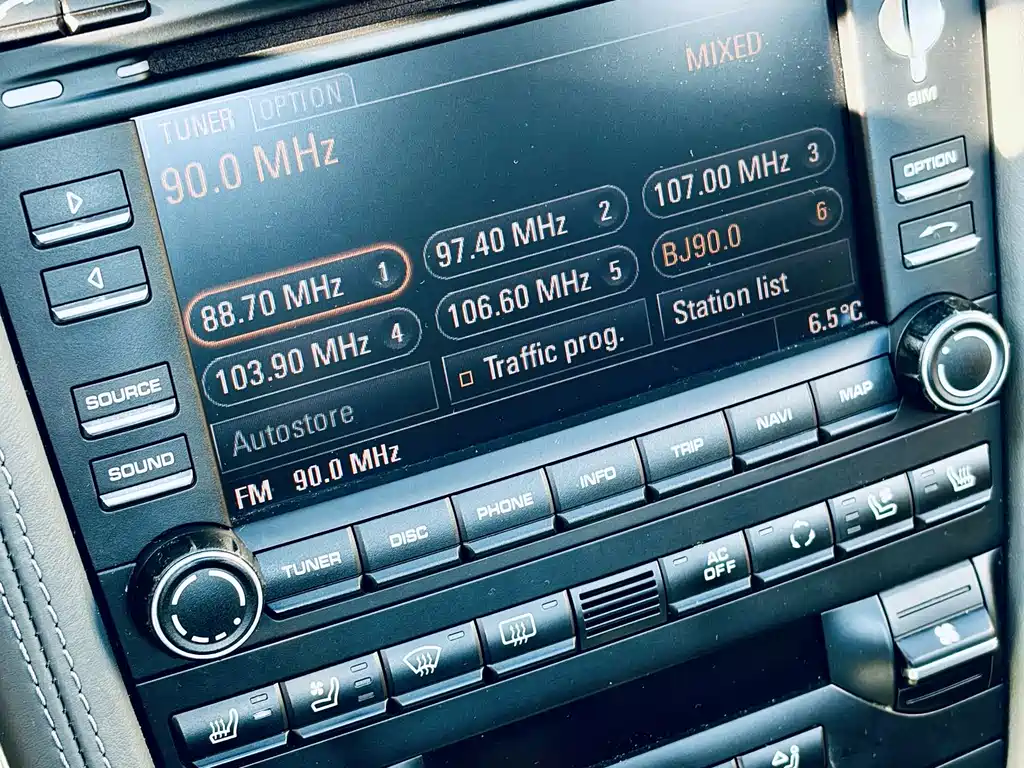 MIXED
TUNER OPTION
90.0 MHz
88.70 MHz 1
97.40 MHz 2
107.00 MHz 3
103.90 MHz 4
106.60 MHz 5
BJ90.0 6
Autostore
Traffic prog.
Station list
FM 90.0 MHz
6.5°C
SIM
OPTION
SOURCE
SOUND
TUNER
DISC
PHONE
INFO
TRIP
NAVI
MAP
AC
OFF